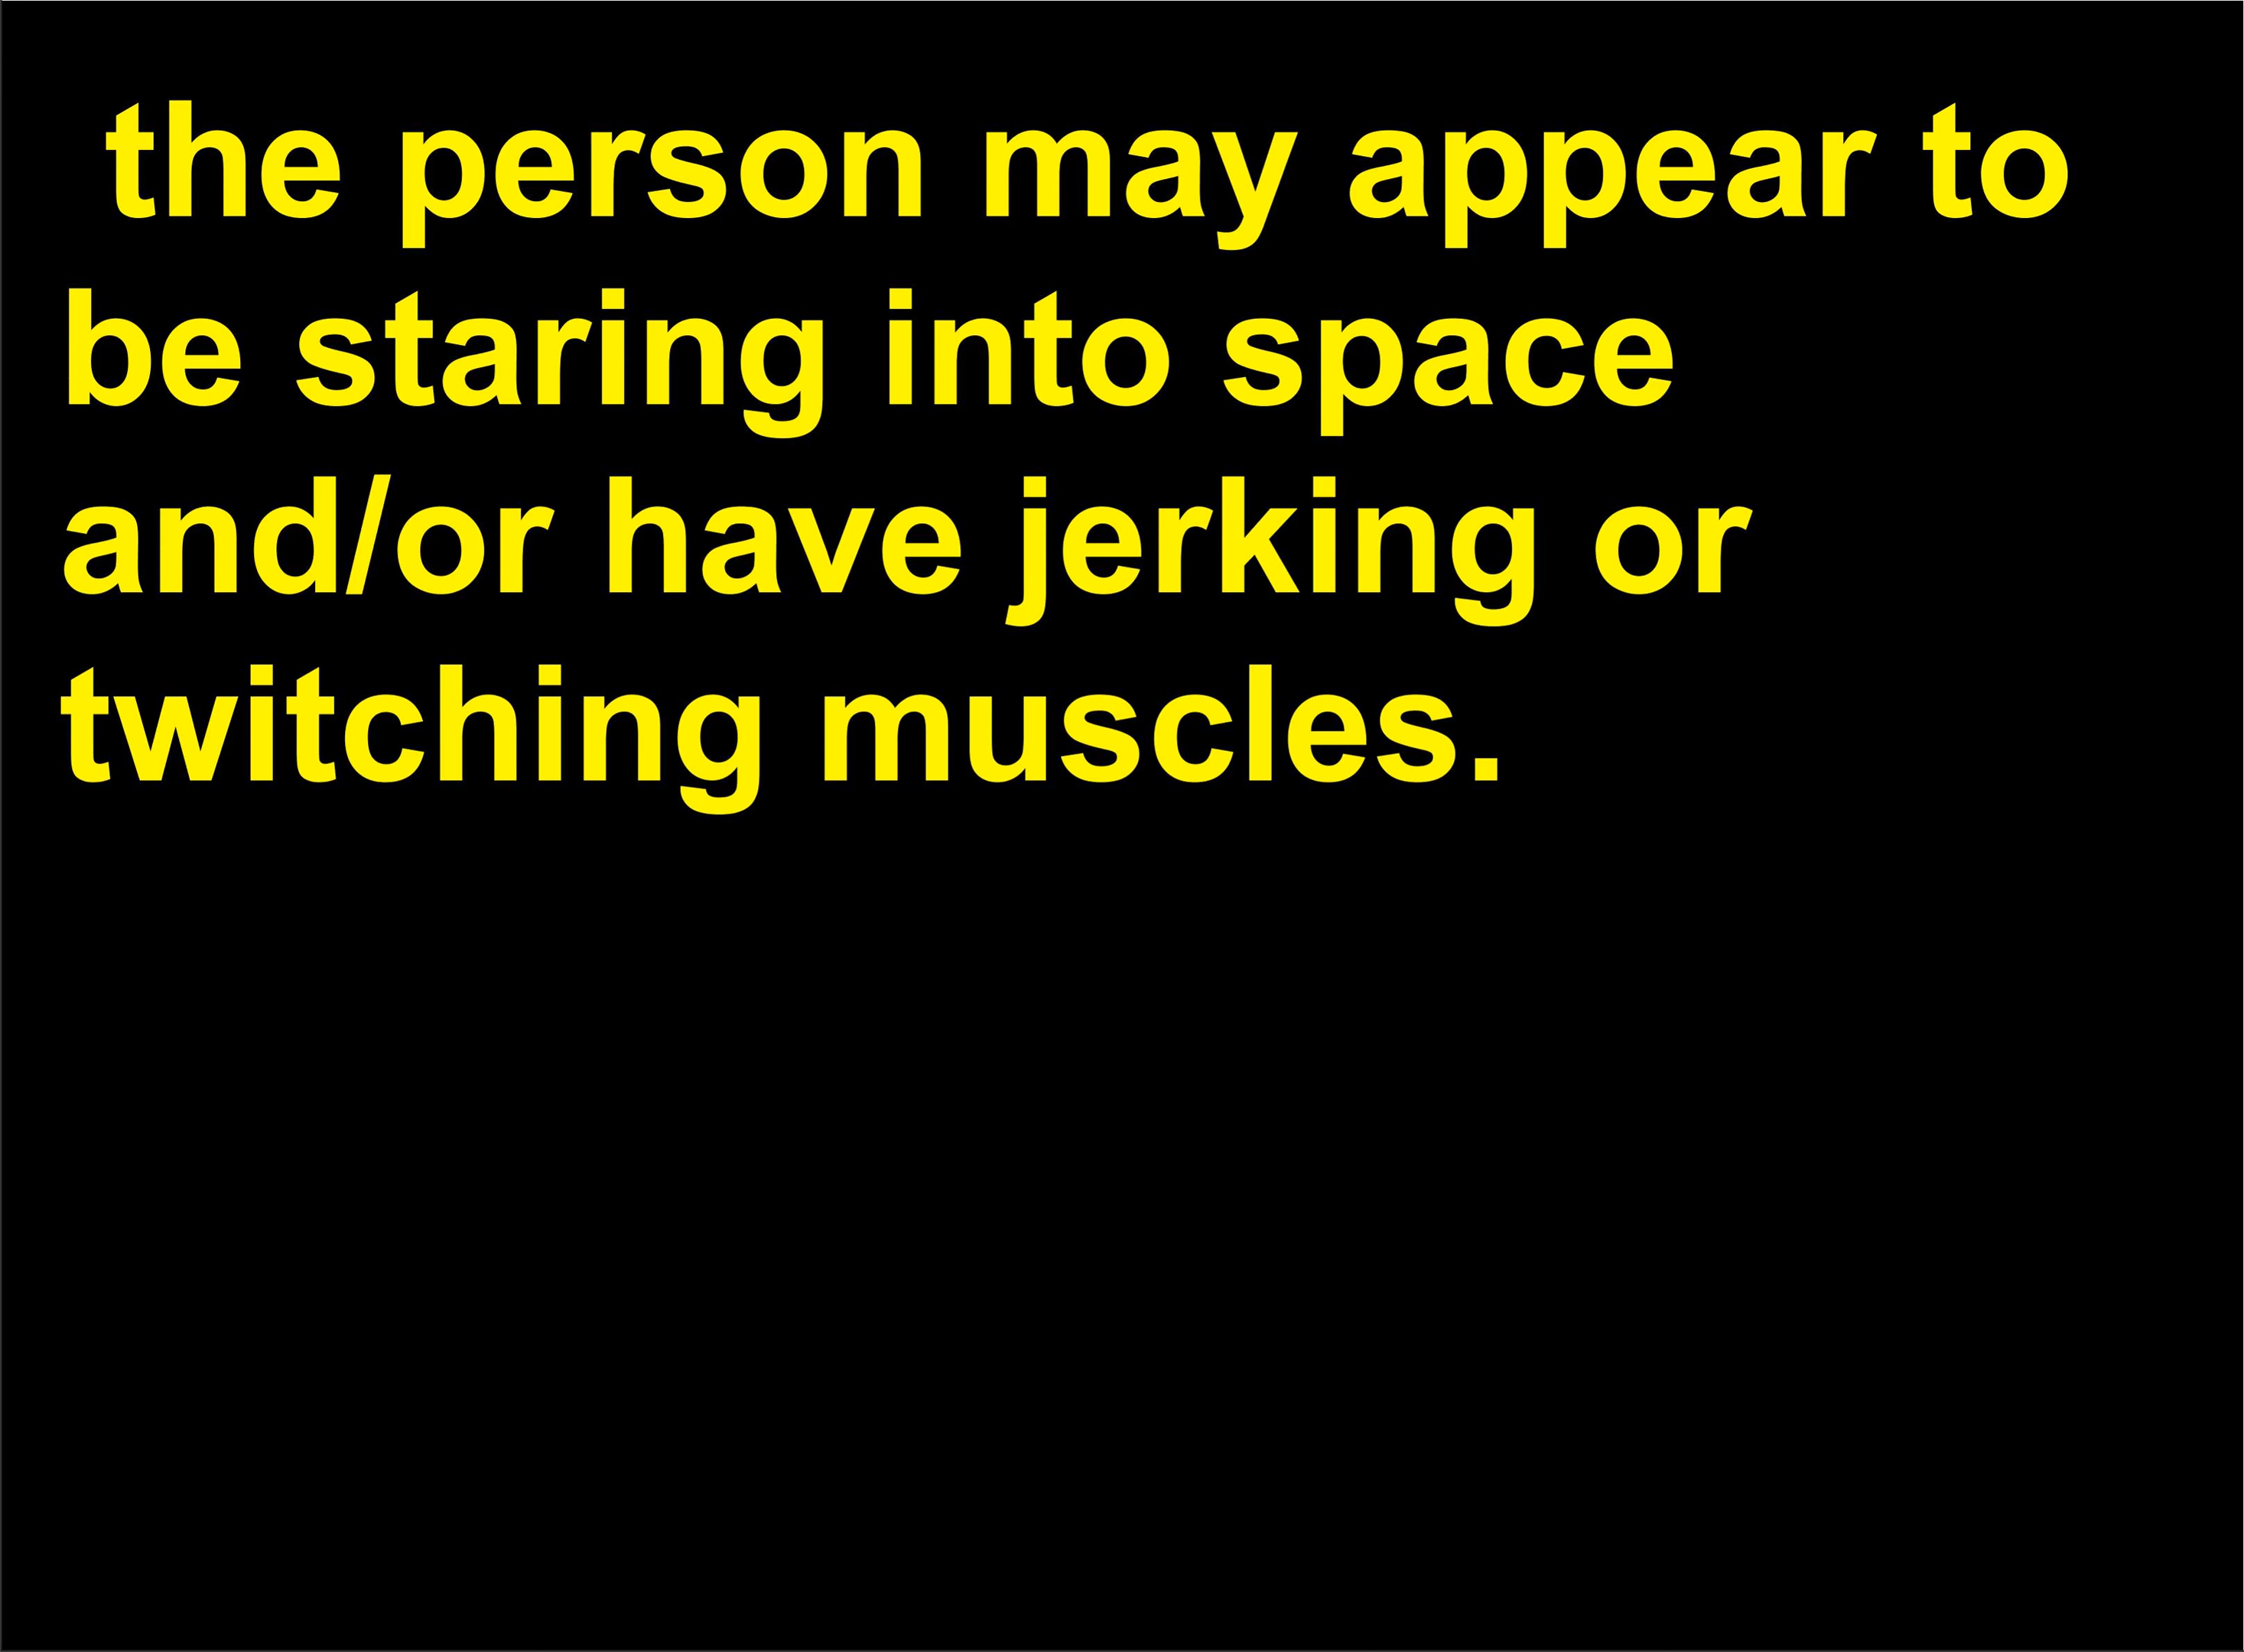 the person may appear to
be staring into space
and/or have jerking or
twitching muscles.